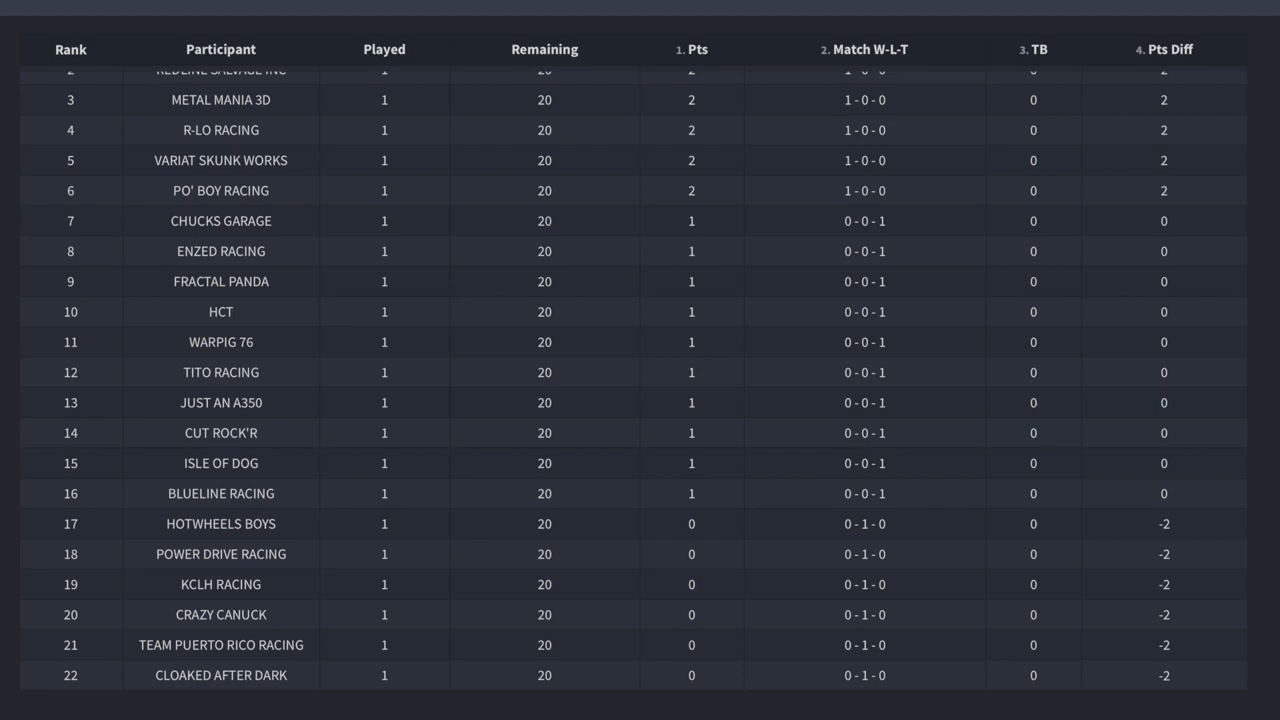 Rank Participant Played Remaining 1. Pts 2. Match W-L-T 3. TB 4. Pts Diff
2 REDLINE SALVAGE INC 1 20 2 1 - 0 - 0 0 2
3 METAL MANIA 3D 1 20 2 1 - 0 - 0 0 2
4 R-LO RACING 1 20 2 1 - 0 - 0 0 2
5 VARIAT SKUNK WORKS 1 20 2 1 - 0 - 0 0 2
6 PO' BOY RACING 1 20 2 1 - 0 - 0 0 2
7 CHUCKS GARAGE 1 20 1 0 - 0 - 1 0 0
8 ENZED RACING 1 20 1 0 - 0 - 1 0 0
9 FRACTAL PANDA 1 20 1 0 - 0 - 1 0 0
10 HCT 1 20 1 0 - 0 - 1 0 0
11 WARPIG 76 1 20 1 0 - 0 - 1 0 0
12 TITO RACING 1 20 1 0 - 0 - 1 0 0
13 JUST AN A350 1 20 1 0 - 0 - 1 0 0
14 CUT ROCK'R 1 20 1 0 - 0 - 1 0 0
15 ISLE OF DOG 1 20 1 0 - 0 - 1 0 0
16 BLUELINE RACING 1 20 1 0 - 0 - 1 0 0
17 HOTWHEELS BOYS 1 20 0 0 - 1 - 0 0 -2
18 POWER DRIVE RACING 1 20 0 0 - 1 - 0 0 -2
19 KCLH RACING 1 20 0 0 - 1 - 0 0 -2
20 CRAZY CANUCK 1 20 0 0 - 1 - 0 0 -2
21 TEAM PUERTO RICO RACING 1 20 0 0 - 1 - 0 0 -2
22 CLOAKED AFTER DARK 1 20 0 0 - 1 - 0 0 -2